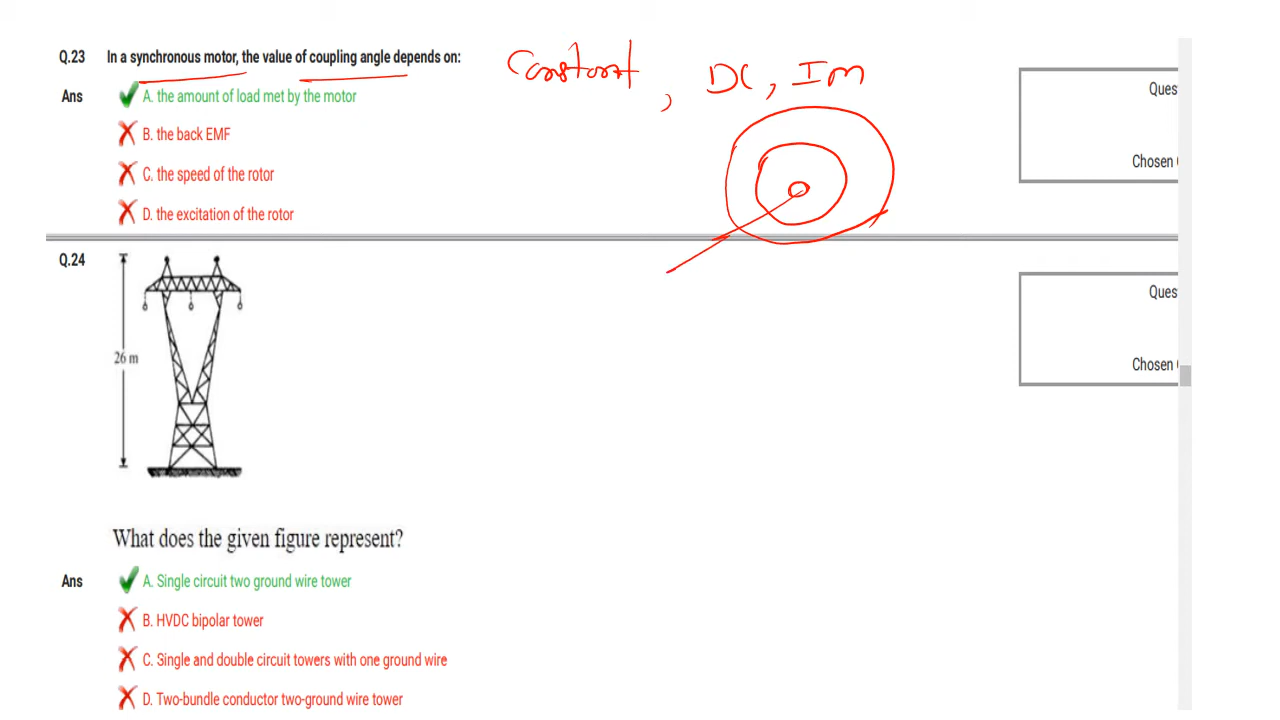 Q.23 In a synchronous motor, the value of coupling angle depends on:
Constant, DC, Im
Ans A. the amount of load met by the motor
B. the back EMF
C. the speed of the rotor
D. the excitation of the rotor
Ques
Chosen
Q.24
26 m
Ques
Chosen
What does the given figure represent?
Ans A. Single circuit two ground wire tower
B. HVDC bipolar tower
C. Single and double circuit towers with one ground wire
D. Two-bundle conductor two-ground wire tower